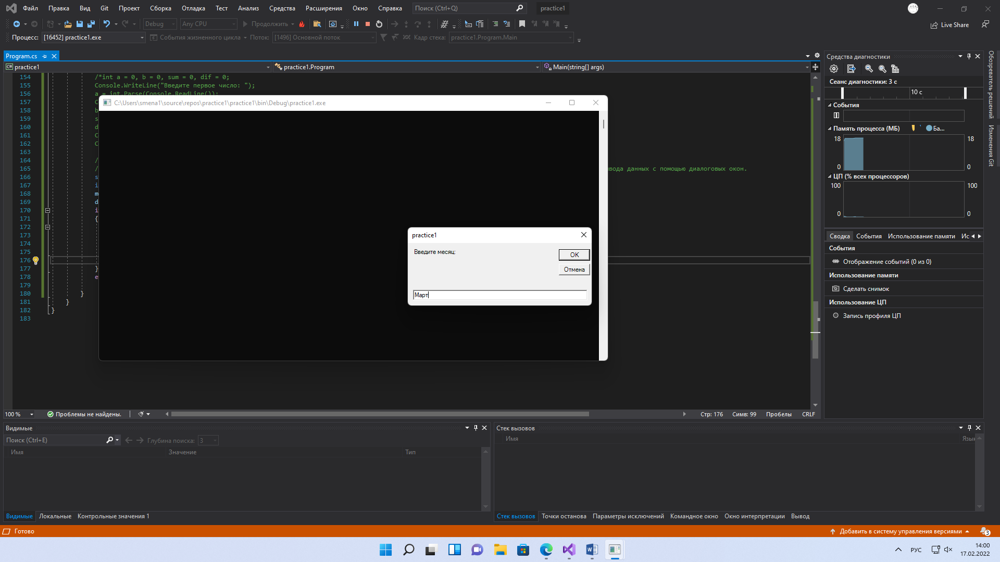 Файл Правка Вид Git Проект Сборка Отладка Тест Анализ Средства Расширения Окно Справка Поиск (Ctrl+Q) practice1
Debug Any CPU Продолжить Live Share
Процесс: [16452] practice1.exe События жизненного цикла Поток: [1496] Основной поток Кадр стека: practice1.Program.Main
Program.cs
C# practice1 practice1.Program Main(string[] args)
154 /*int a = 0, b = 0, sum = 0, dif = 0;
155 Console.WriteLine("Введите первое число: ");
156 a = int.Parse(Console.ReadLine());
157 C
158 b
159 s
160 d
161 C
162 C
163
164 /
165 / вода данных с помощью диалоговых окон.
166 s
167 i
168 m
169 d
170 i
171 {
172
173
174
175
176
177 }
178 e
179
180 }
181 }
182 }
183
C:\Users\smena1\source\repos\practice1\practice1\bin\Debug\practice1.exe
practice1
Введите месяц:
OK
Отмена
Март
100 % Проблемы не найдены. Стр: 176 Симв: 99 Пробелы CRLF
Средства диагностики
Сеанс диагностики: 3 с
10 с
События
Память процесса (МБ) Ба...
18 18
0 0
ЦП (% всех процессоров)
100 100
0 0
Сводка События Использование памяти Ис
События
Отображение событий (0 из 0)
Использование памяти
Сделать снимок
Использование ЦП
Запись профиля ЦП
Обозреватель решений
Изменения Git
Видимые
Поиск (Ctrl+E) Глубина поиска: 3
Имя Значение Тип
Видимые Локальные Контрольные значения 1
Стек вызовов
Имя Язык
Стек вызовов Точки останова Параметры исключений Командное окно Окно интерпретации Вывод
Готово Добавить в систему управления версиями 3
РУС 14:00
17.02.2022